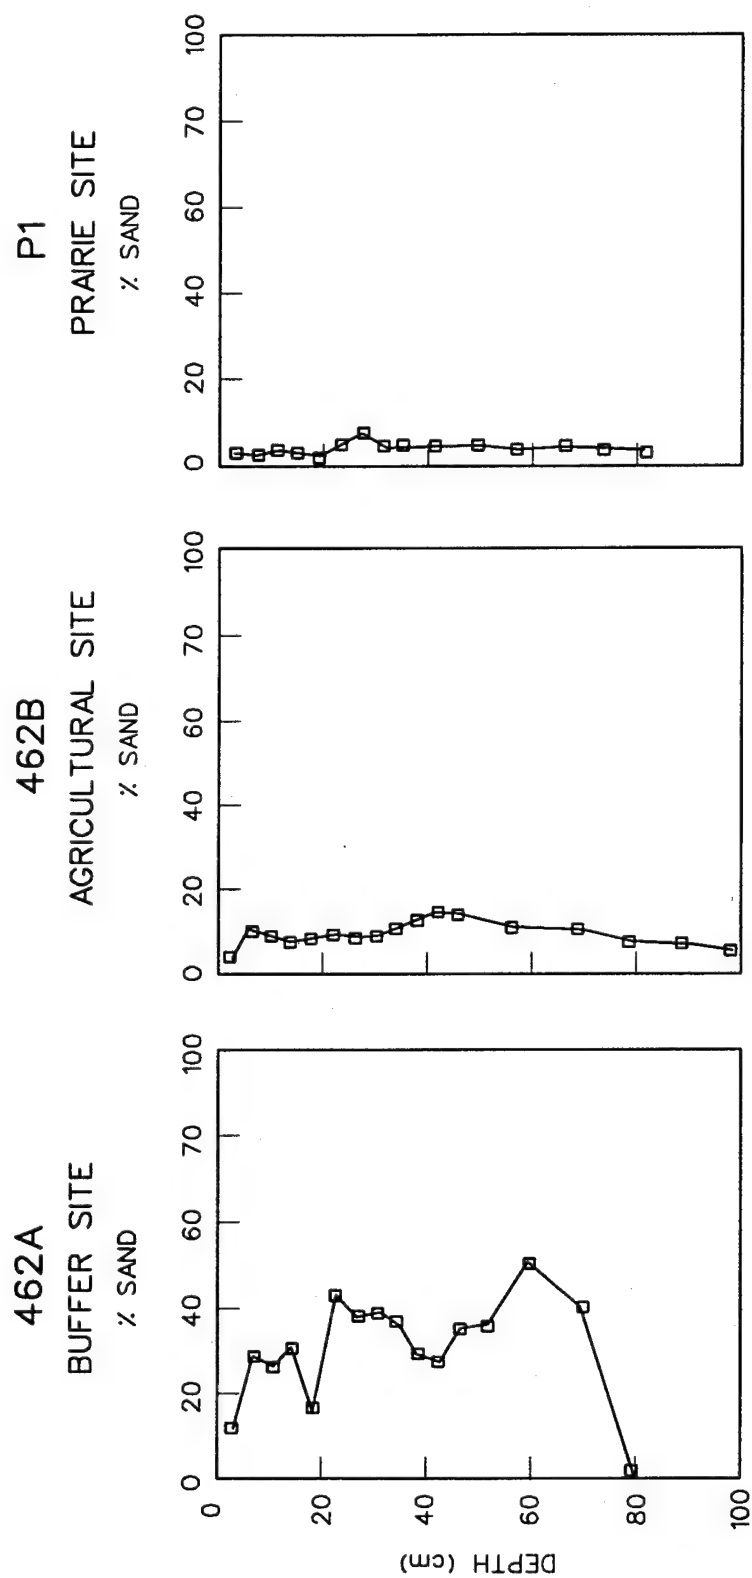 462A
BUFFER SITE
% SAND
0 20 40 60 70 100
462B
AGRICULTURAL SITE
% SAND
0 20 40 60 70 100
P1
PRAIRIE SITE
% SAND
0 20 40 60 70 100
DEPTH (cm)
0
20
40
60
80
100